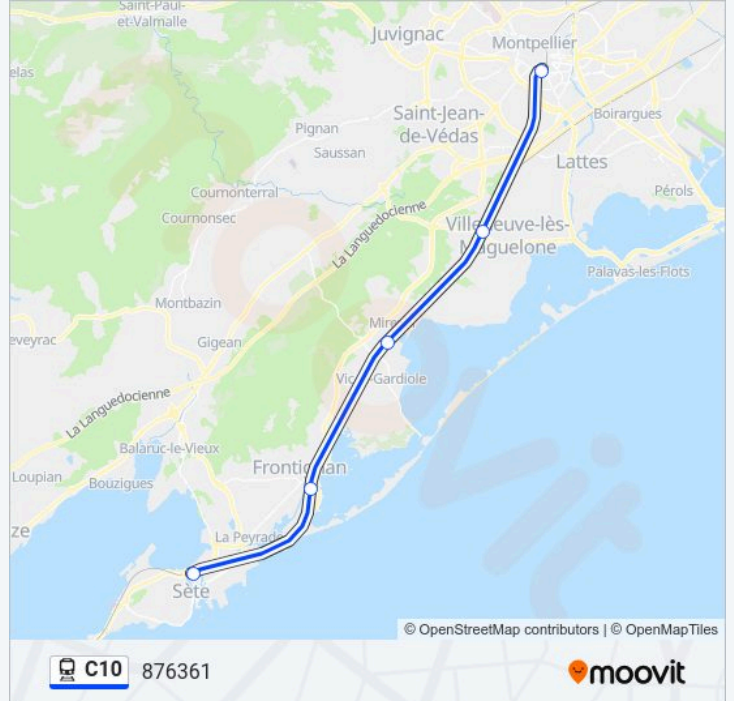 Saint-Paul-
et-Valmalle
Juvignac
Montpellier
elas
Saint-Jean-
de-Védas
Boirargues
Pignan
Saussan
Lattes
Cournonterral
Pérols
Cournonsec
La Languedocienne
Villeneuve-lès-
Maguelone
Palavas-les-Flots
Montbazin
Mireval
eveyrac
Gigean
Vic-la-Gardiole
La Languedocienne
Balaruc-le-Vieux
Frontignan
Loupian
Bouzigues
ze
La Peyrade
Sète
© OpenStreetMap contributors | © OpenMapTiles
C10 876361
moovit